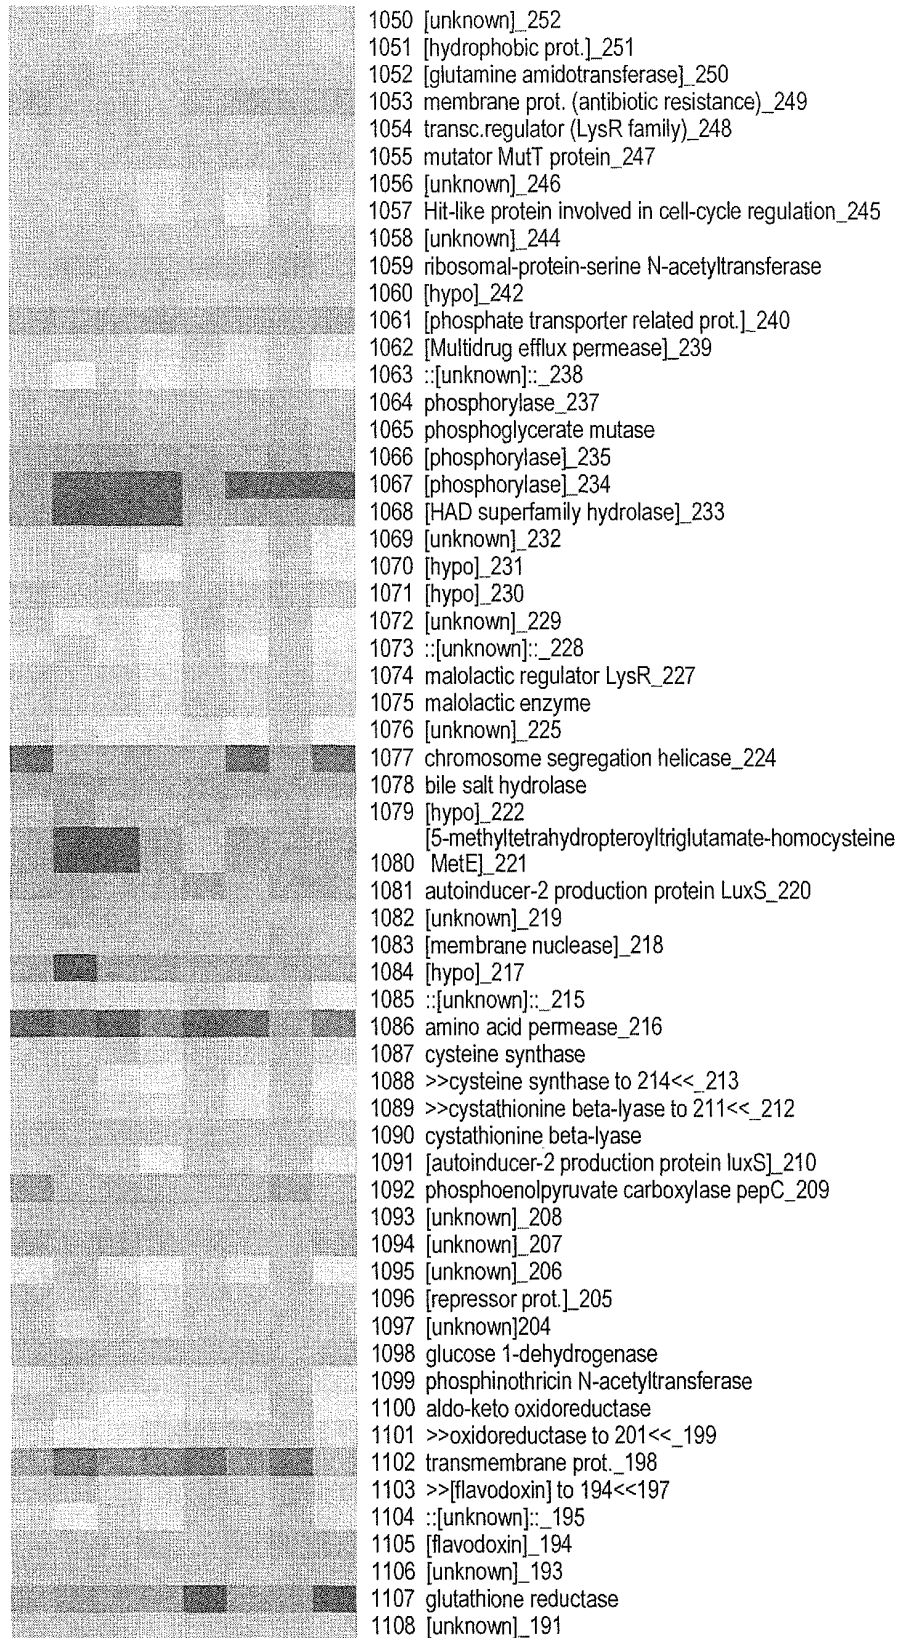 1050 [unknown]_252
1051 [hydrophobic prot.]_251
1052 [glutamine amidotransferase]_250
1053 membrane prot. (antibiotic resistance)_249
1054 transc.regulator (LysR family)_248
1055 mutator MutT protein_247
1056 [unknown]_246
1057 Hit-like protein involved in cell-cycle regulation_245
1058 [unknown]_244
1059 ribosomal-protein-serine N-acetyltransferase
1060 [hypo]_242
1061 [phosphate transporter related prot.]_240
1062 [Multidrug efflux permease]_239
1063 ::[unknown]::_238
1064 phosphorylase_237
1065 phosphoglycerate mutase
1066 [phosphorylase]_235
1067 [phosphorylase]_234
1068 [HAD superfamily hydrolase]_233
1069 [unknown]_232
1070 [hypo]_231
1071 [hypo]_230
1072 [unknown]_229
1073 ::[unknown]::_228
1074 malolactic regulator LysR_227
1075 malolactic enzyme
1076 [unknown]_225
1077 chromosome segregation helicase_224
1078 bile salt hydrolase
1079 [hypo]_222
[5-methyltetrahydropteroyltriglutamate-homocysteine
1080 MetE]_221
1081 autoinducer-2 production protein LuxS_220
1082 [unknown]_219
1083 [membrane nuclease]_218
1084 [hypo]_217
1085 ::[unknown]::_215
1086 amino acid permease_216
1087 cysteine synthase
1088 >>cysteine synthase to 214<<_213
1089 >>cystathionine beta-lyase to 211<<_212
1090 cystathionine beta-lyase
1091 [autoinducer-2 production protein luxS]_210
1092 phosphoenolpyruvate carboxylase pepC_209
1093 [unknown]_208
1094 [unknown]_207
1095 [unknown]_206
1096 [repressor prot.]_205
1097 [unknown]204
1098 glucose 1-dehydrogenase
1099 phosphinothricin N-acetyltransferase
1100 aldo-keto oxidoreductase
1101 >>oxidoreductase to 201<<_199
1102 transmembrane prot._198
1103 >>[flavodoxin] to 194<<197
1104 ::[unknown]::_195
1105 [flavodoxin]_194
1106 [unknown]_193
1107 glutathione reductase
1108 [unknown]_191